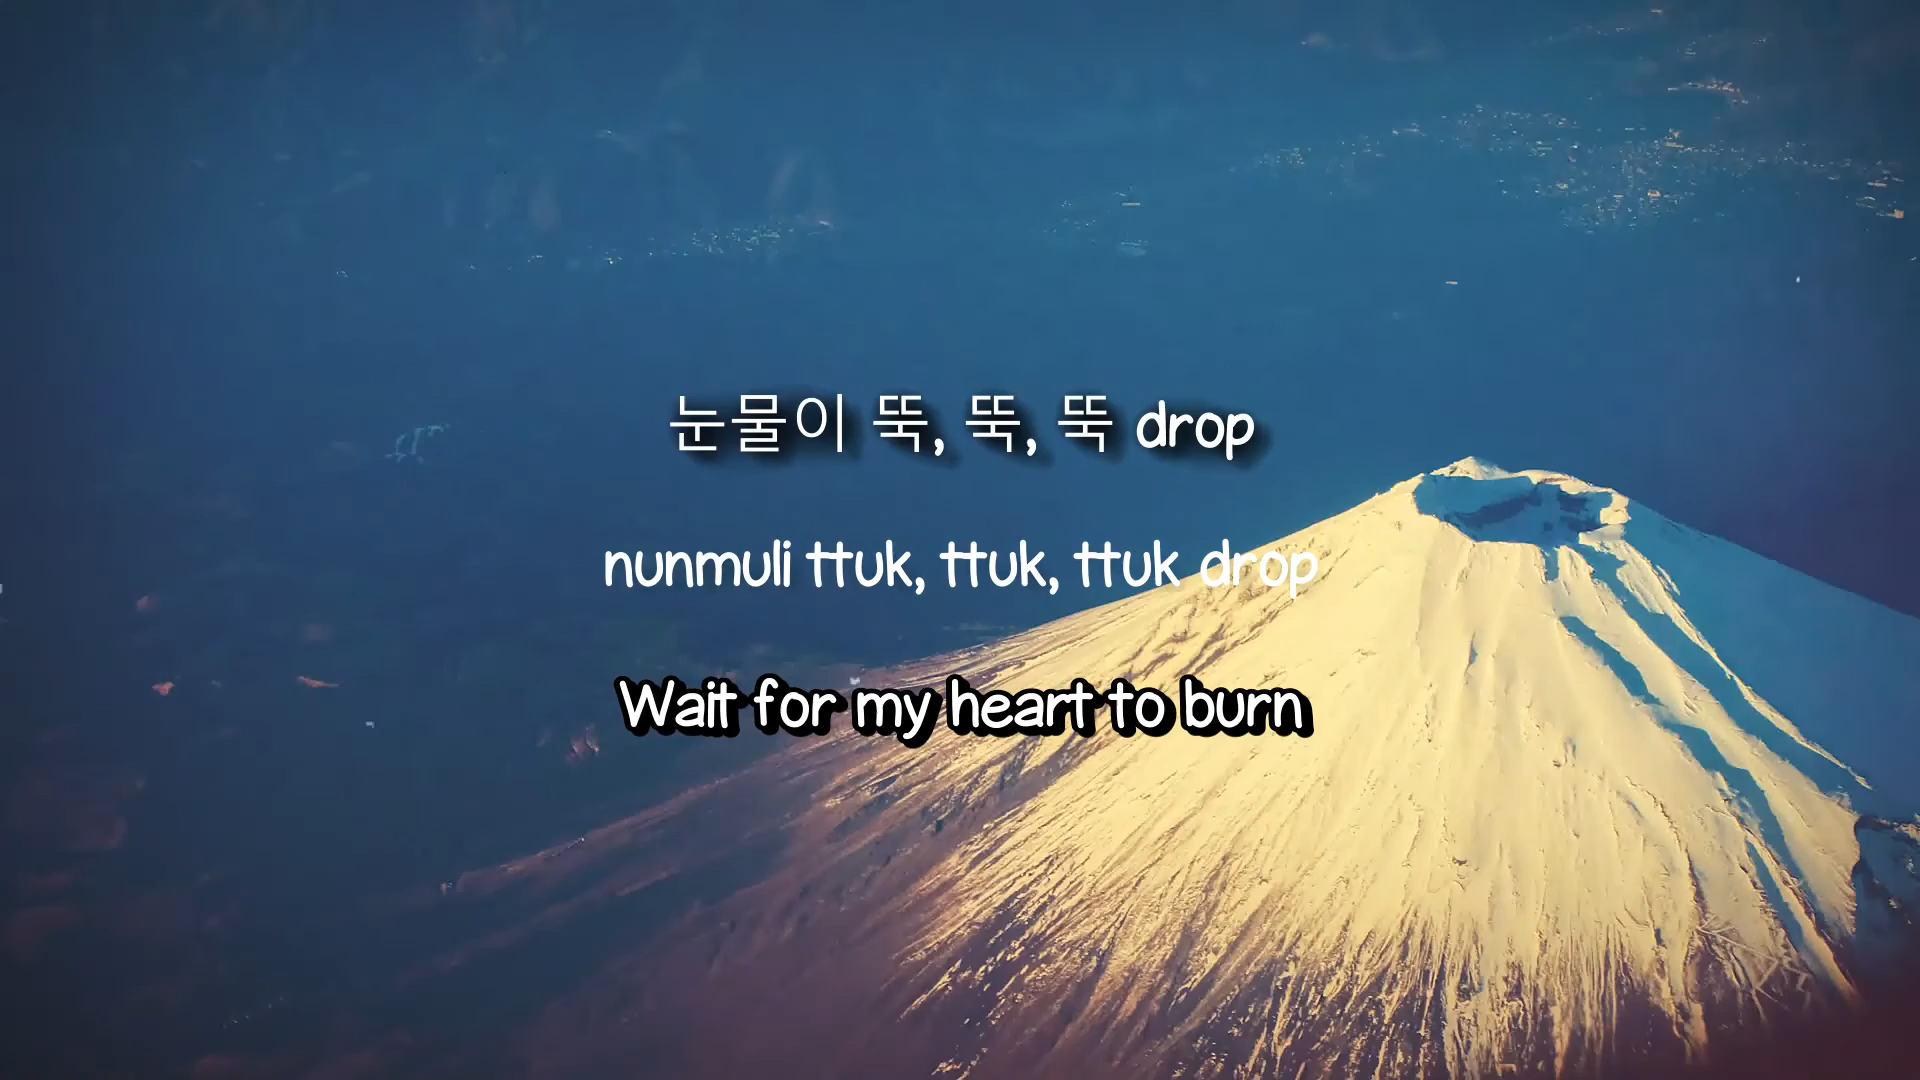 눈물이 뚝, 뚝, 뚝 drop
nunmuli ttuk, ttuk, ttuk drop
Wait for my heart to burn